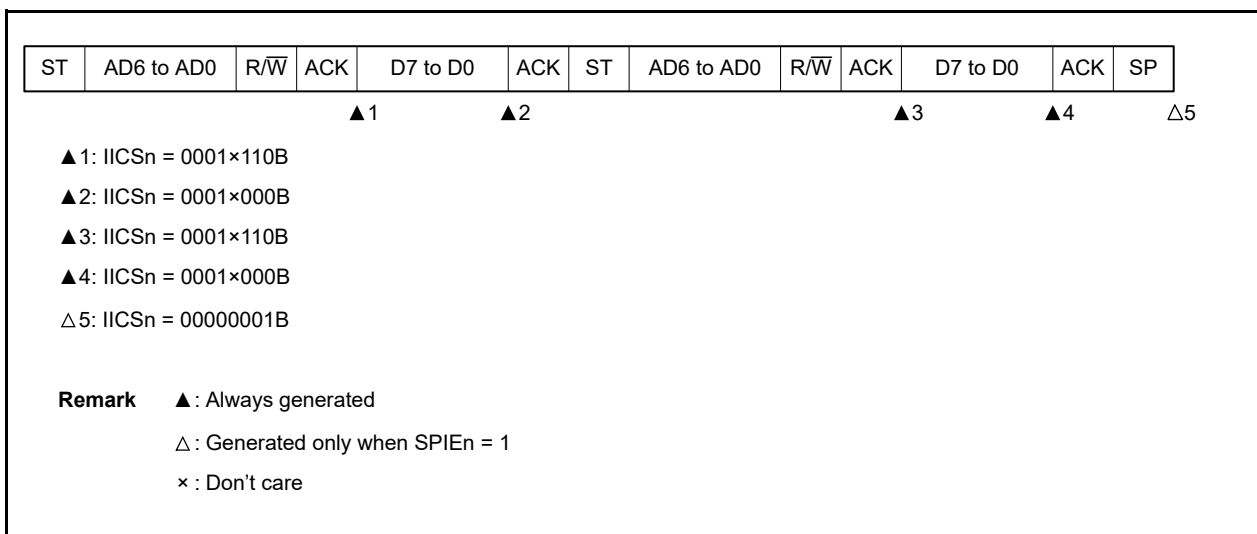 ST AD6 to AD0 R/W̅ ACK D7 to D0 ACK ST AD6 to AD0 R/W̅ ACK D7 to D0 ACK SP
▲1 ▲2 ▲3 ▲4 △5
▲1: IICSn = 0001×110B
▲2: IICSn = 0001×000B
▲3: IICSn = 0001×110B
▲4: IICSn = 0001×000B
△5: IICSn = 00000001B
Remark ▲: Always generated
△: Generated only when SPIEn = 1
×: Don’t care